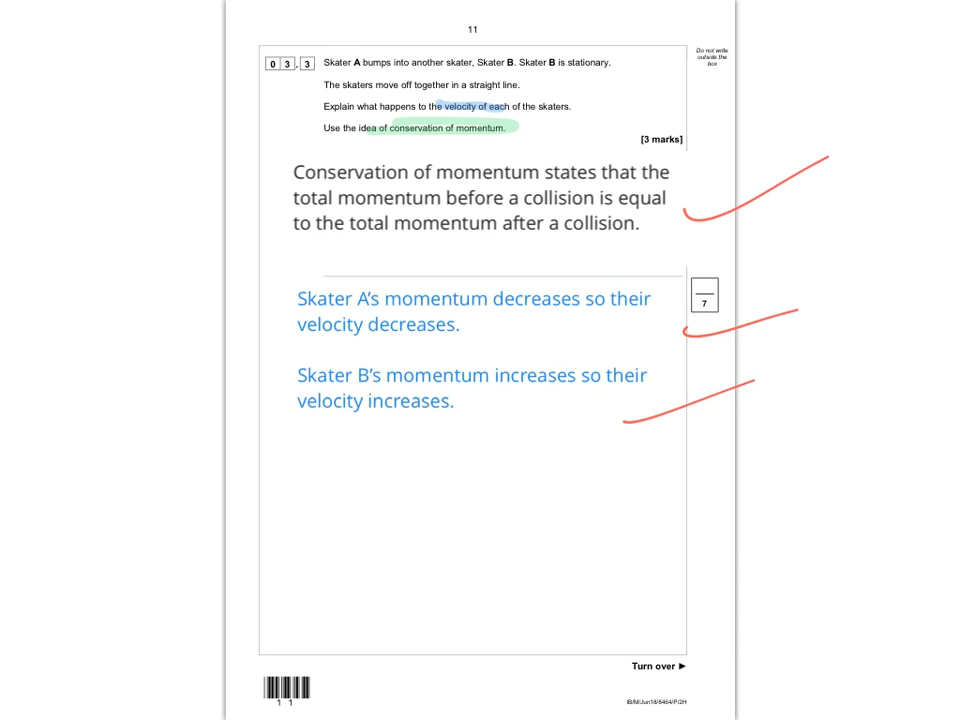 11
Do not write
outside the
box
0 3 . 3 Skater A bumps into another skater, Skater B. Skater B is stationary.
The skaters move off together in a straight line.
Explain what happens to the velocity of each of the skaters.
Use the idea of conservation of momentum.
[3 marks]
Conservation of momentum states that the
total momentum before a collision is equal
to the total momentum after a collision.
7
Skater A’s momentum decreases so their
velocity decreases.
Skater B’s momentum increases so their
velocity increases.
Turn over ►
1 1
IB/M/Jun18/8464/P/2H